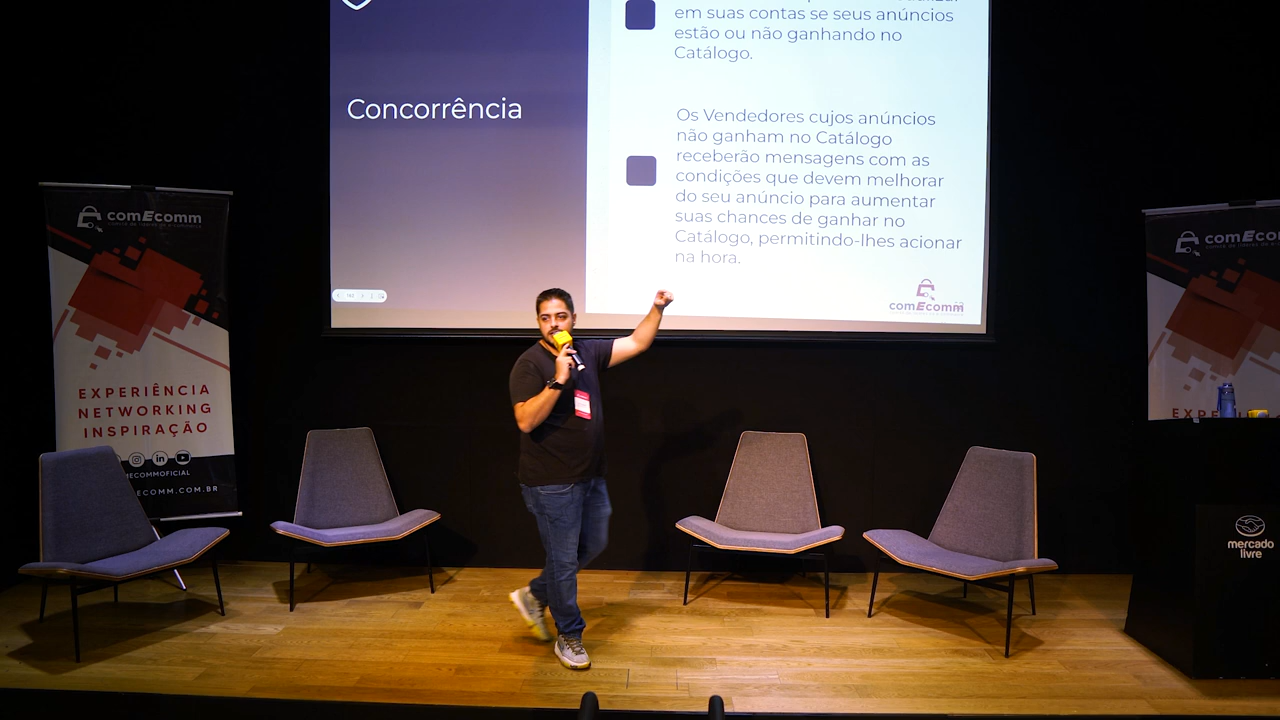 em suas contas se seus anúncios
estão ou não ganhando no
Catálogo.
Concorrência
Os Vendedores cujos anúncios
não ganham no Catálogo
receberão mensagens com as
condições que devem melhorar
do seu anúncio para aumentar
suas chances de ganhar no
Catálogo, permitindo-lhes acionar
na hora.
comEcomm
comEcomm
EXPERIÊNCIA
NETWORKING
INSPIRAÇÃO
ECOMMOFICIAL
ECOMM.COM.BR
comEcom
EXPE
mercado
livre